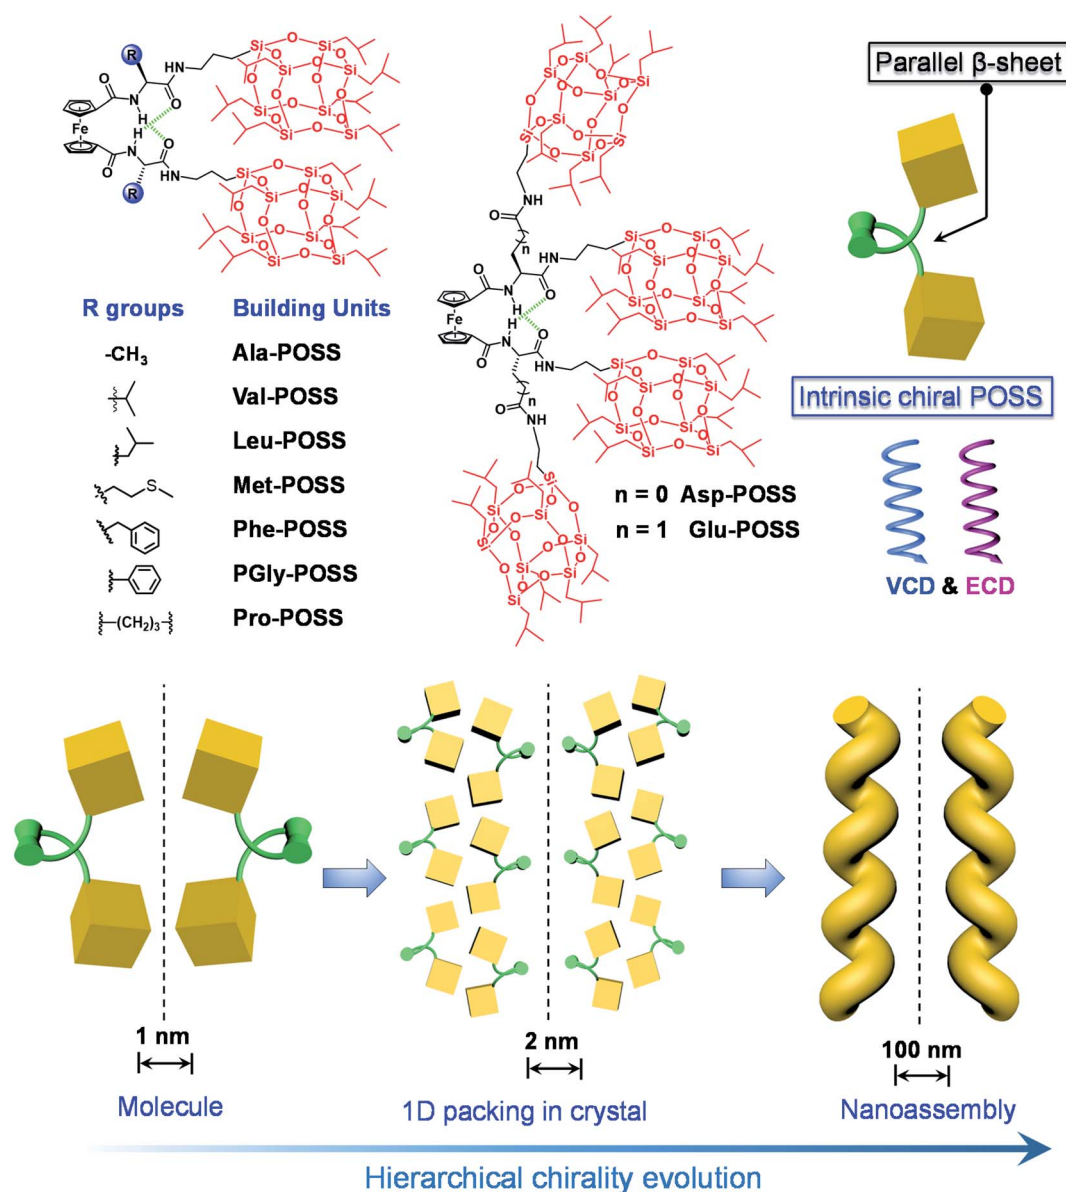 Parallel β-sheet
R groups
Building Units
-CH3
Ala-POSS
Val-POSS
Leu-POSS
S
Met-POSS
Phe-POSS
PGly-POSS
(CH2)3
Pro-POSS
n = 0 Asp-POSS
n = 1 Glu-POSS
Intrinsic chiral POSS
VCD & ECD
1 nm
2 nm
100 nm
Molecule
1D packing in crystal
Nanoassembly
Hierarchical chirality evolution